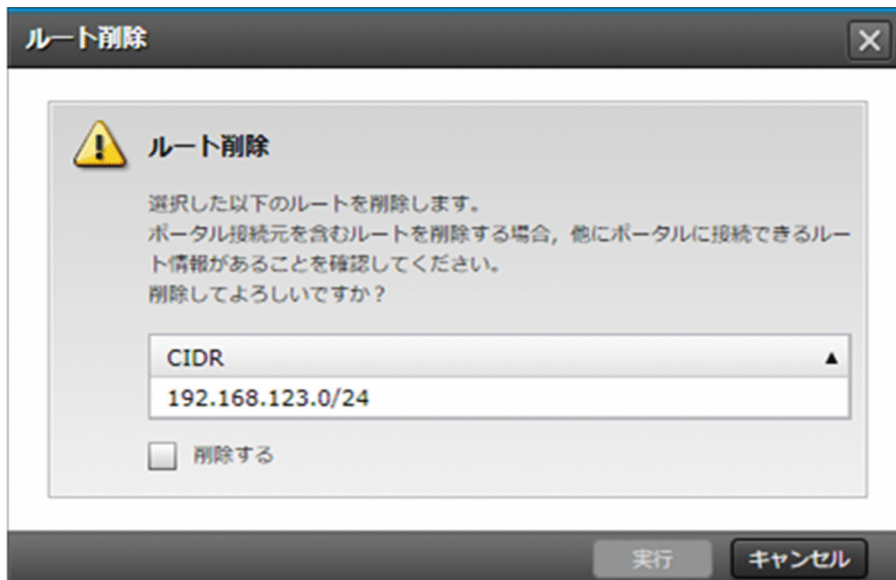 ルート削除
ルート削除
選択した以下のルートを削除します。
ポータル接続元を含むルートを削除する場合，他にポータルに接続できるルー
ト情報があることを確認してください。
削除してよろしいですか？
CIDR ▲
192.168.123.0/24
削除する
実行 キャンセル